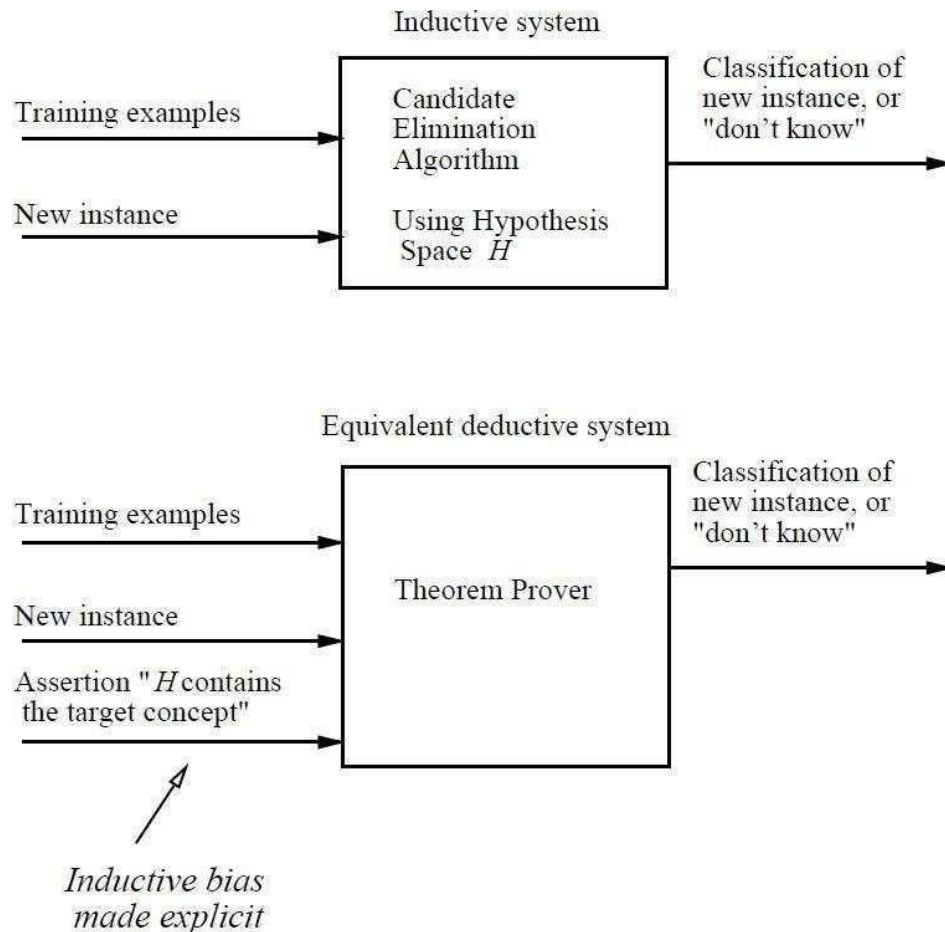 Inductive system
Training examples
New instance
Candidate
Elimination
Algorithm
Using Hypothesis
Space H
Classification of
new instance, or
"don't know"
Equivalent deductive system
Training examples
New instance
Assertion " H contains
the target concept"
Theorem Prover
Classification of
new instance, or
"don't know"
Inductive bias
made explicit